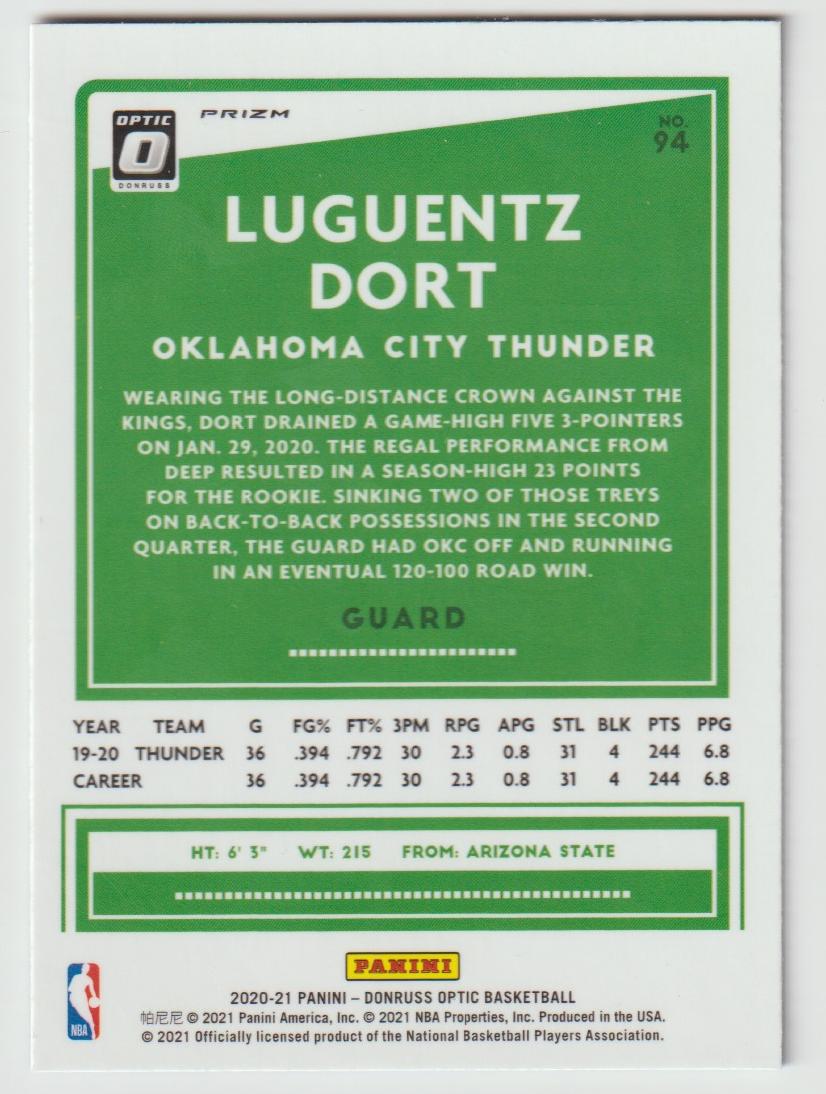 OPTIC
O
DONRUSS
PRIZM
NO.
94
LUGUENTZ
DORT
OKLAHOMA CITY THUNDER
WEARING THE LONG-DISTANCE CROWN AGAINST THE
KINGS, DORT DRAINED A GAME-HIGH FIVE 3-POINTERS
ON JAN. 29, 2020. THE REGAL PERFORMANCE FROM
DEEP RESULTED IN A SEASON-HIGH 23 POINTS
FOR THE ROOKIE. SINKING TWO OF THOSE TREYS
ON BACK-TO-BACK POSSESSIONS IN THE SECOND
QUARTER, THE GUARD HAD OKC OFF AND RUNNING
IN AN EVENTUAL 120-100 ROAD WIN.
GUARD
YEAR TEAM G FG% FT% 3PM RPG APG STL BLK PTS PPG
19-20 THUNDER 36 .394 .792 30 2.3 0.8 31 4 244 6.8
CAREER 36 .394 .792 30 2.3 0.8 31 4 244 6.8
HT: 6' 3" WT: 215 FROM: ARIZONA STATE
PANINI
NBA
2020-21 PANINI – DONRUSS OPTIC BASKETBALL
帕尼尼 © 2021 Panini America, Inc. © 2021 NBA Properties, Inc. Produced in the USA.
© 2021 Officially licensed product of the National Basketball Players Association.